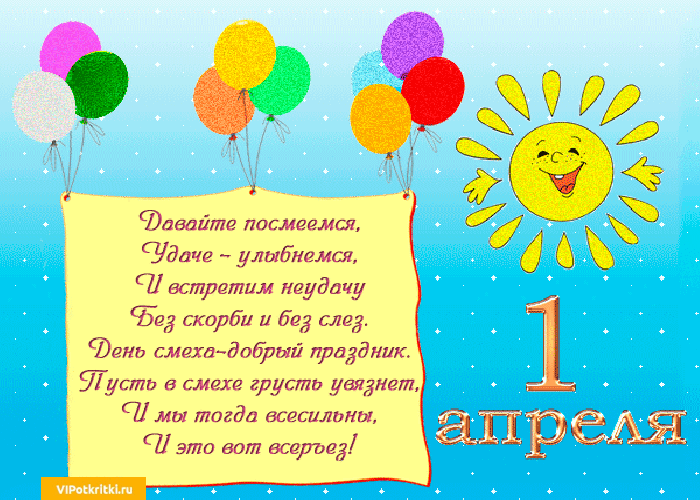 Давайте посмеемся,
Удаче - улыбнемся,
И встретим неудачу
Без скорби и без слез.
День смеха-добрый праздник.
Пусть в смехе грусть увязнет,
И мы тогда всесильны,
И это вот всерьез!
1
апреля
VIPotkritki.ru